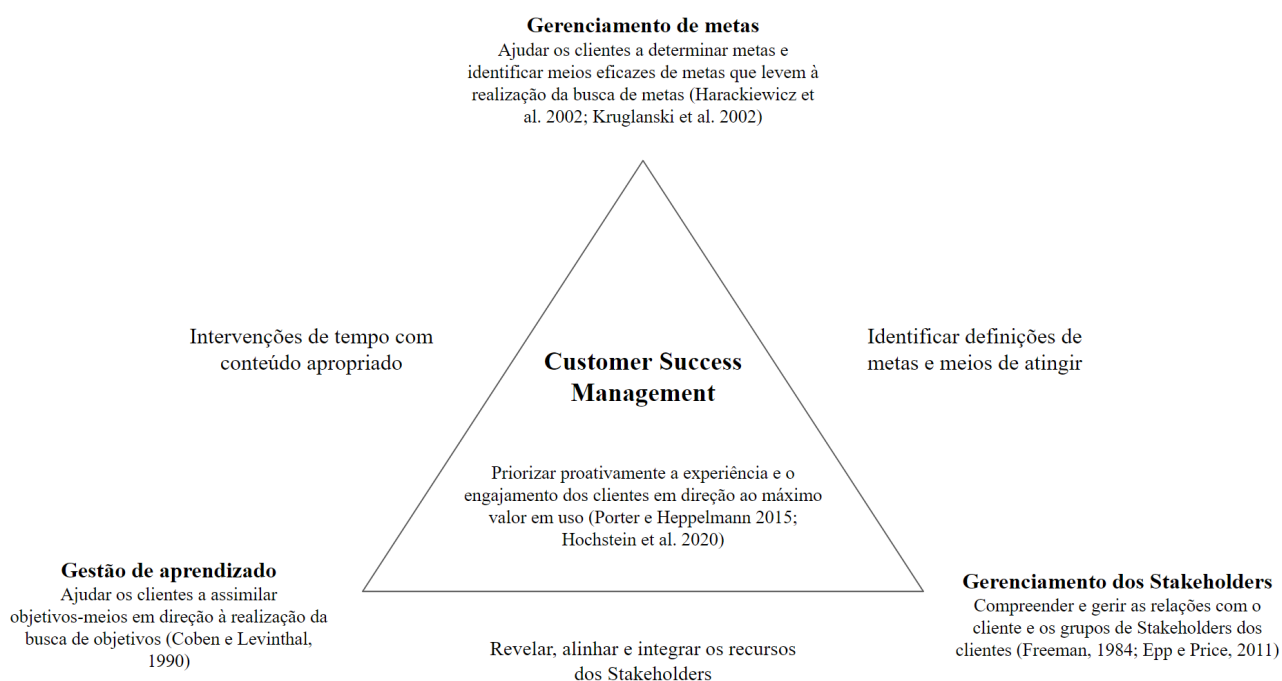 Gerenciamento de metas
Ajudar os clientes a determinar metas e
identificar meios eficazes de metas que levem à
realização da busca de metas (Harackiewicz et
al. 2002; Kruglanski et al. 2002)
Intervenções de tempo com
conteúdo apropriado
Identificar definições de
metas e meios de atingir
Customer Success
Management
Priorizar proativamente a experiência e o
engajamento dos clientes em direção ao máximo
valor em uso (Porter e Heppelmann 2015;
Hochstein et al. 2020)
Gestão de aprendizado
Ajudar os clientes a assimilar
objetivos-meios em direção à realização da
busca de objetivos (Coben e Levinthal,
1990)
Revelar, alinhar e integrar os recursos
dos Stakeholders
Gerenciamento dos Stakeholders
Compreender e gerir as relações com o
cliente e os grupos de Stakeholders dos
clientes (Freeman, 1984; Epp e Price, 2011)